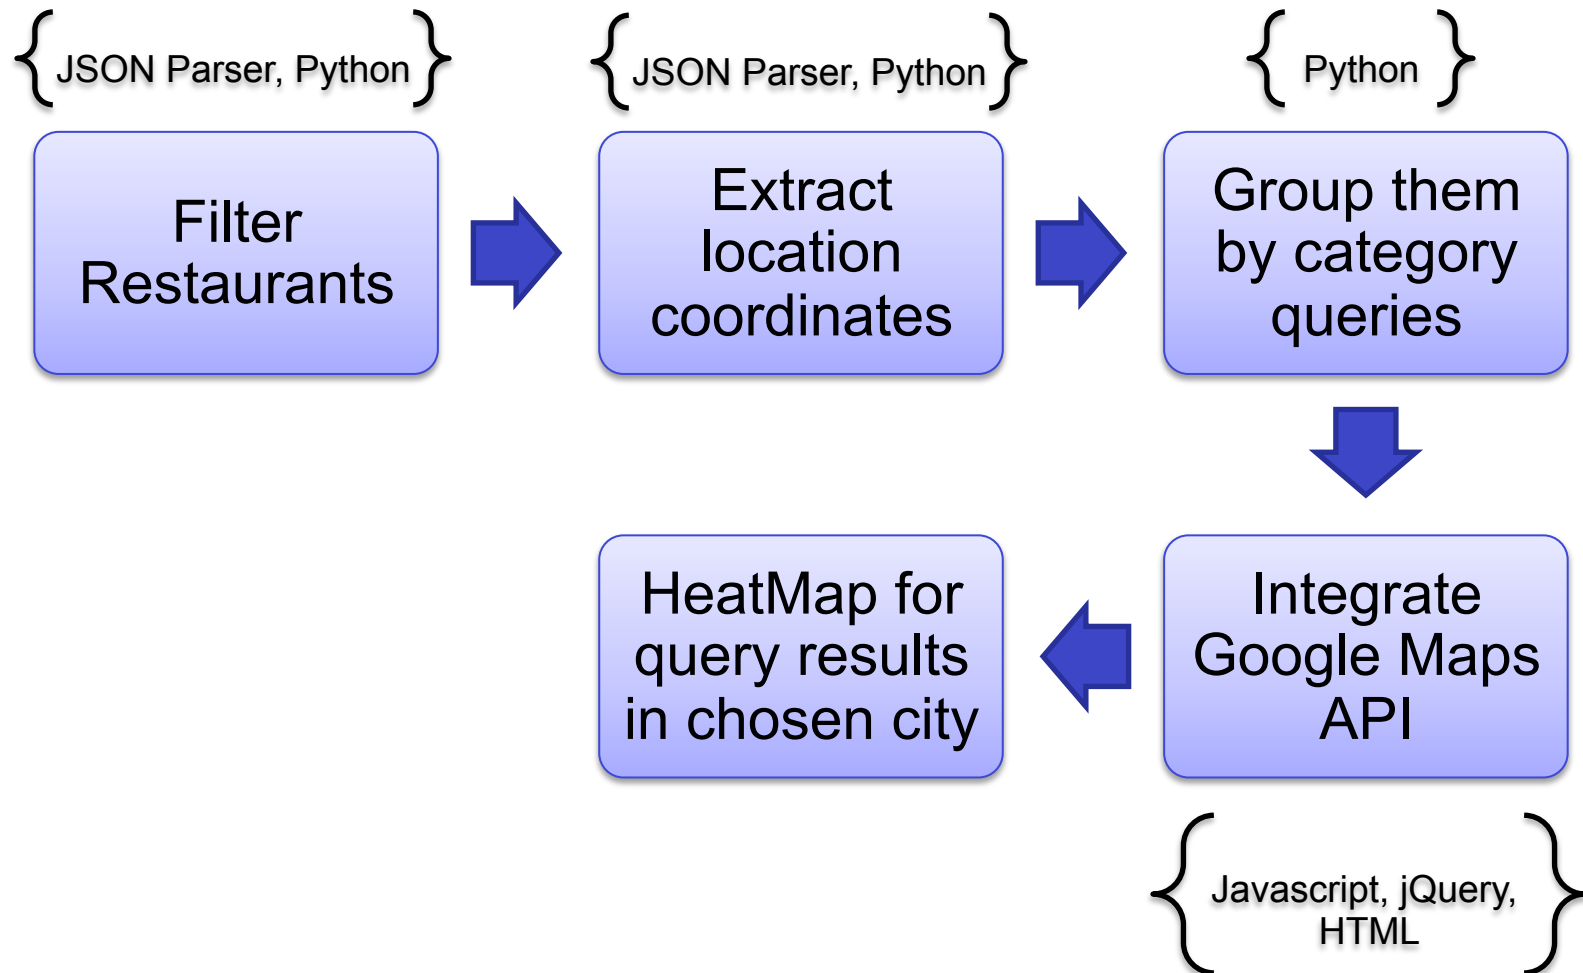 JSON Parser, Python
Filter
Restaurants
JSON Parser, Python
Extract
location
coordinates
Python
Group them
by category
queries
Integrate
Google Maps
API
Javascript, jQuery,
HTML
HeatMap for
query results
in chosen city